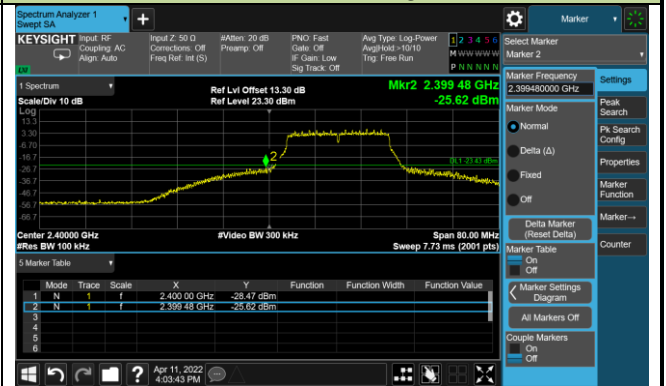 Spectrum Analyzer 1
Swept SA
+
Marker
KEYSIGHT Input: RF Input Z: 50 Ω #Atten: 20 dB PNO: Fast Avg Type: Log-Power 1 2 3 4 5 6
Coupling: AC Corrections: Off Preamp: Off Gate: Off Avg|Hold:>10/10 M W W W W W
Align: Auto Freq Ref: Int (S) IF Gain: Low Trig: Free Run
Sig Track: Off P N N N N N
Select Marker
Marker 2
1 Spectrum
Ref Lvl Offset 13.30 dB
Mkr2 2.399 48 GHz
Scale/Div 10 dB Ref Level 23.30 dBm -25.62 dBm
Log
13.3
3.30
-6.70
-16.7
-26.7
-36.7
-46.7
-56.7
-66.7
2
DL1 -23.43 dBm
Center 2.40000 GHz #Video BW 300 kHz Span 80.00 MHz
#Res BW 100 kHz Sweep 7.73 ms (2001 pts)
5 Marker Table
Mode Trace Scale X Y Function Function Width Function Value
1 N 1 f 2.400 00 GHz -28.47 dBm
2 N 1 f 2.399 48 GHz -25.62 dBm
3
4
5
6
Marker Frequency
2.399480000 GHz
Marker Mode
Normal
Delta (Δ)
Fixed
Off
Delta Marker
(Reset Delta)
Marker Table
On
Off
Marker Settings
Diagram
All Markers Off
Couple Markers
On
Off
Settings
Peak
Search
Pk Search
Config
Properties
Marker
Function
Marker→
Counter
?
Apr 11, 2022
4:03:43 PM